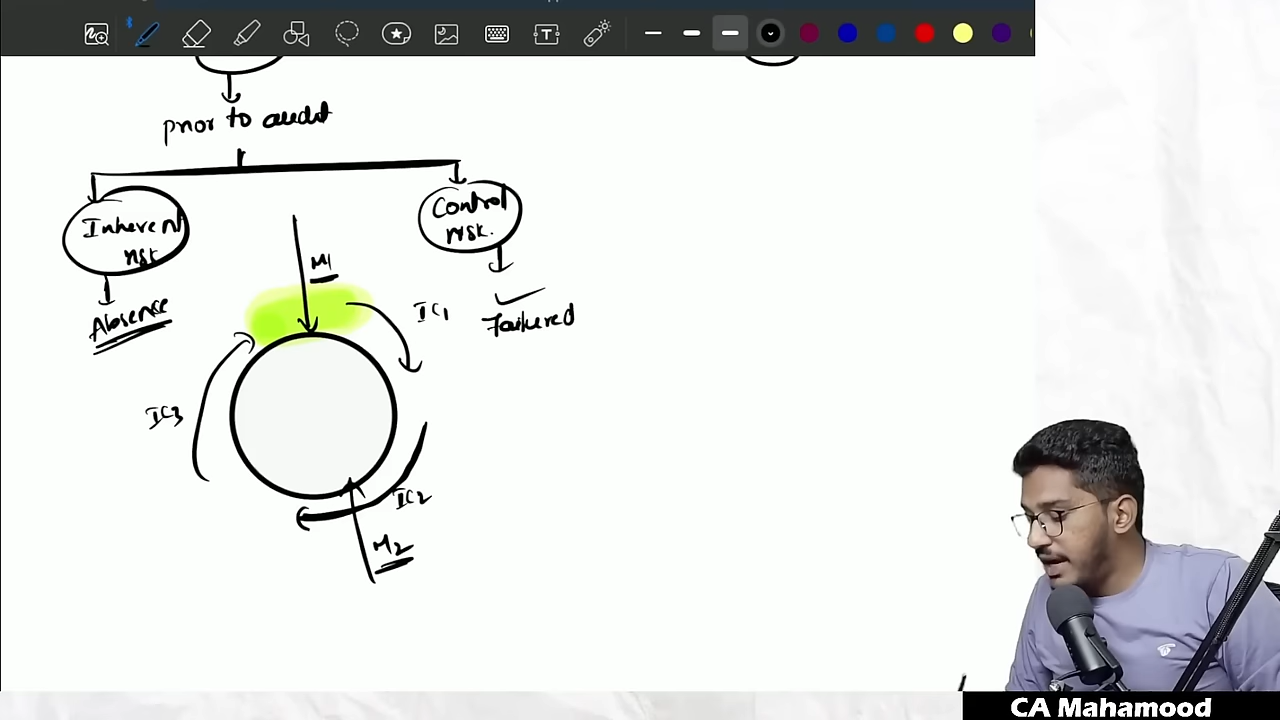 prior to audit
Inherent
risk
Control
risk.
M1
Absence
IC1
Failured
IC3
IC2
M2
CA Mahamood